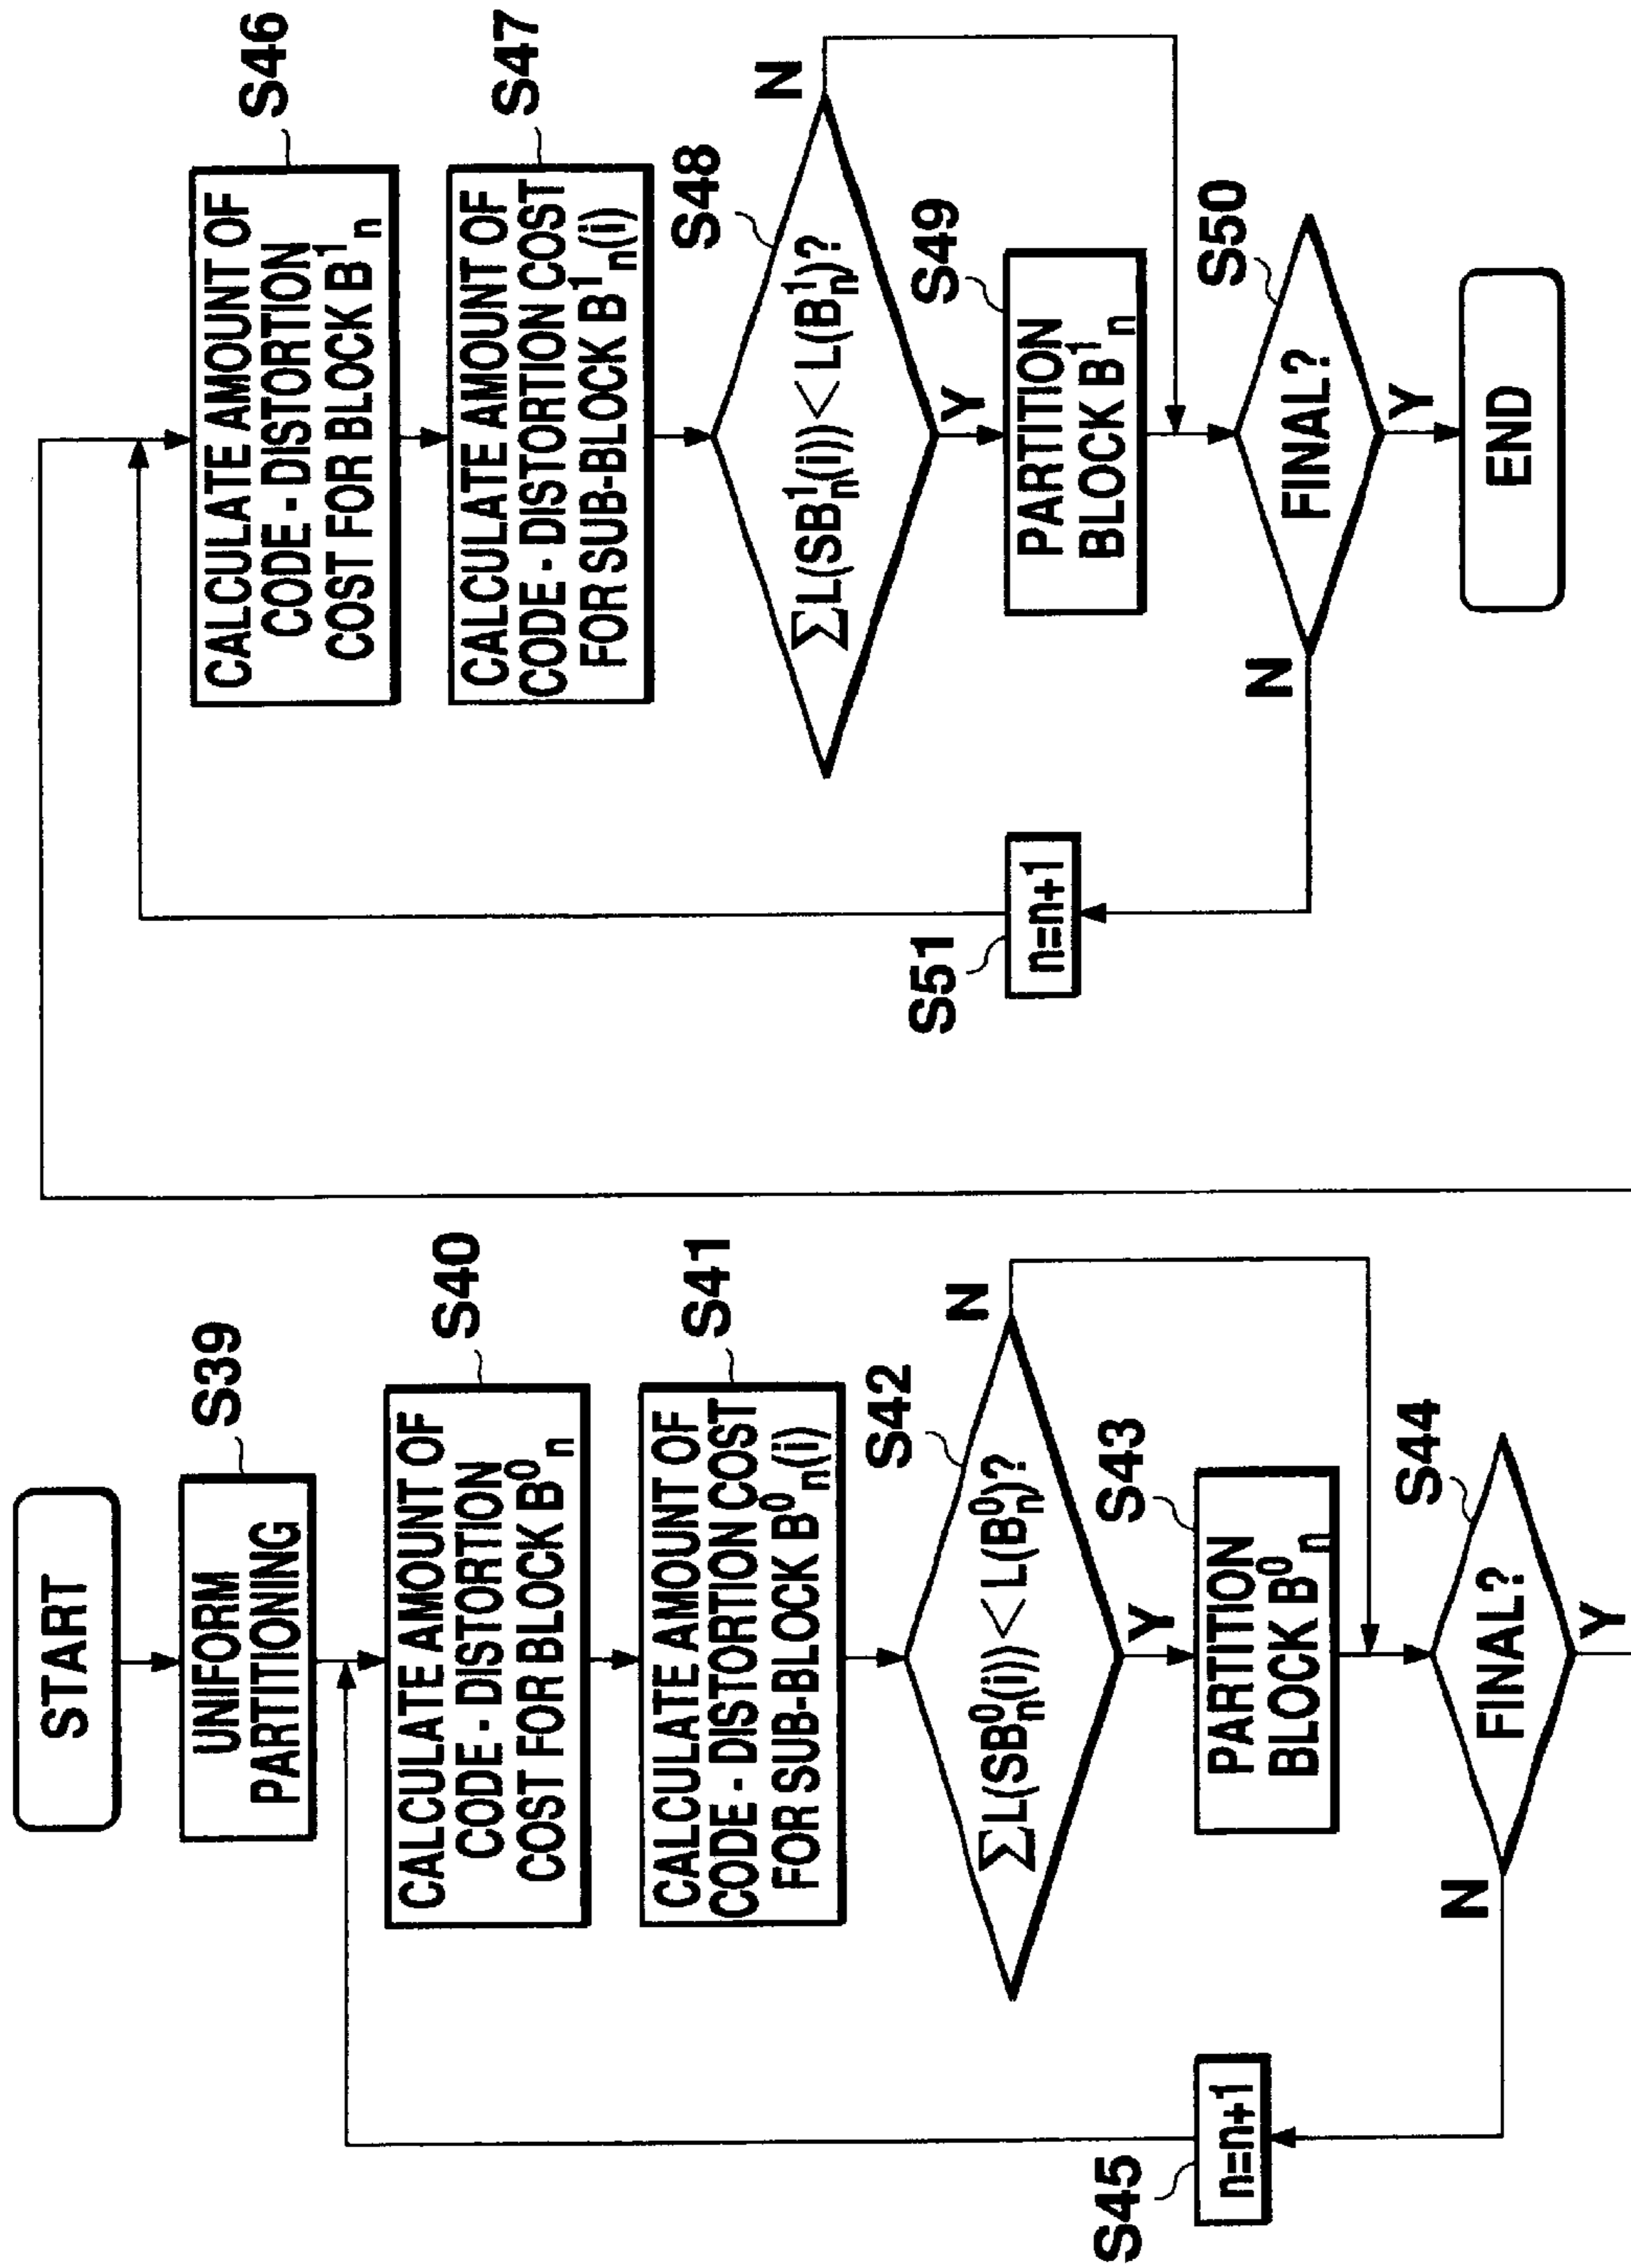 START
UNIFORM
PARTITIONING
S39
CALCULATE AMOUNT OF
CODE - DISTORTION
COST FOR BLOCK B⁰ₙ
S40
CALCULATE AMOUNT OF
CODE - DISTORTION COST
FOR SUB-BLOCK B⁰ₙ(i)
S41
ΣL(SB⁰ₙ(i)) < L(B⁰ₙ)?
S42
N
Y
PARTITION
BLOCK B⁰ₙ
S43
FINAL?
S44
N
Y
n=n+1
S45
CALCULATE AMOUNT OF
CODE - DISTORTION
COST FOR BLOCK B¹ₙ
S46
CALCULATE AMOUNT OF
CODE - DISTORTION COST
FOR SUB-BLOCK B¹ₙ(i)
S47
ΣL(SB¹ₙ(i)) < L(B¹ₙ)?
S48
N
Y
PARTITION
BLOCK B¹ₙ
S49
FINAL?
S50
N
Y
n=n+1
S51
END